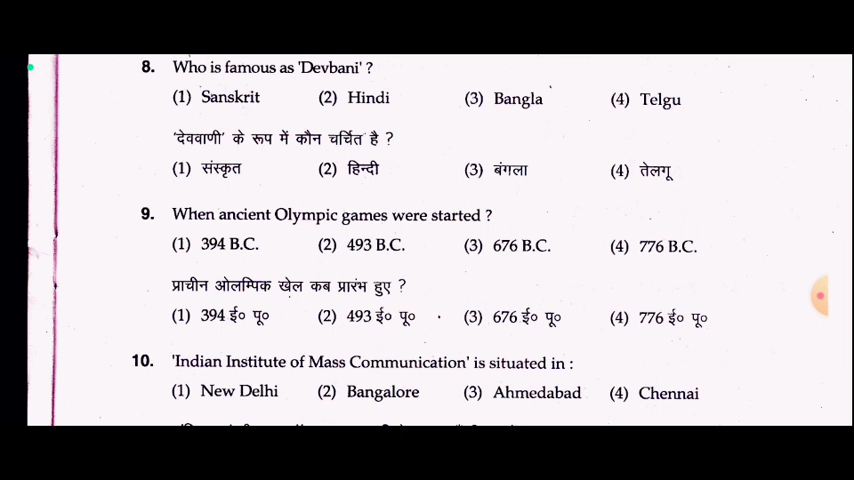 8. Who is famous as 'Devbani' ?
(1) Sanskrit (2) Hindi (3) Bangla (4) Telgu
'देववाणी' के रूप में कौन चर्चित है ?
(1) संस्कृत (2) हिन्दी (3) बंगला (4) तेलगू
9. When ancient Olympic games were started ?
(1) 394 B.C. (2) 493 B.C. (3) 676 B.C. (4) 776 B.C.
प्राचीन ओलम्पिक खेल कब प्रारंभ हुए ?
(1) 394 ई० पू० (2) 493 ई० पू० (3) 676 ई० पू० (4) 776 ई० पू०
10. 'Indian Institute of Mass Communication' is situated in :
(1) New Delhi (2) Bangalore (3) Ahmedabad (4) Chennai